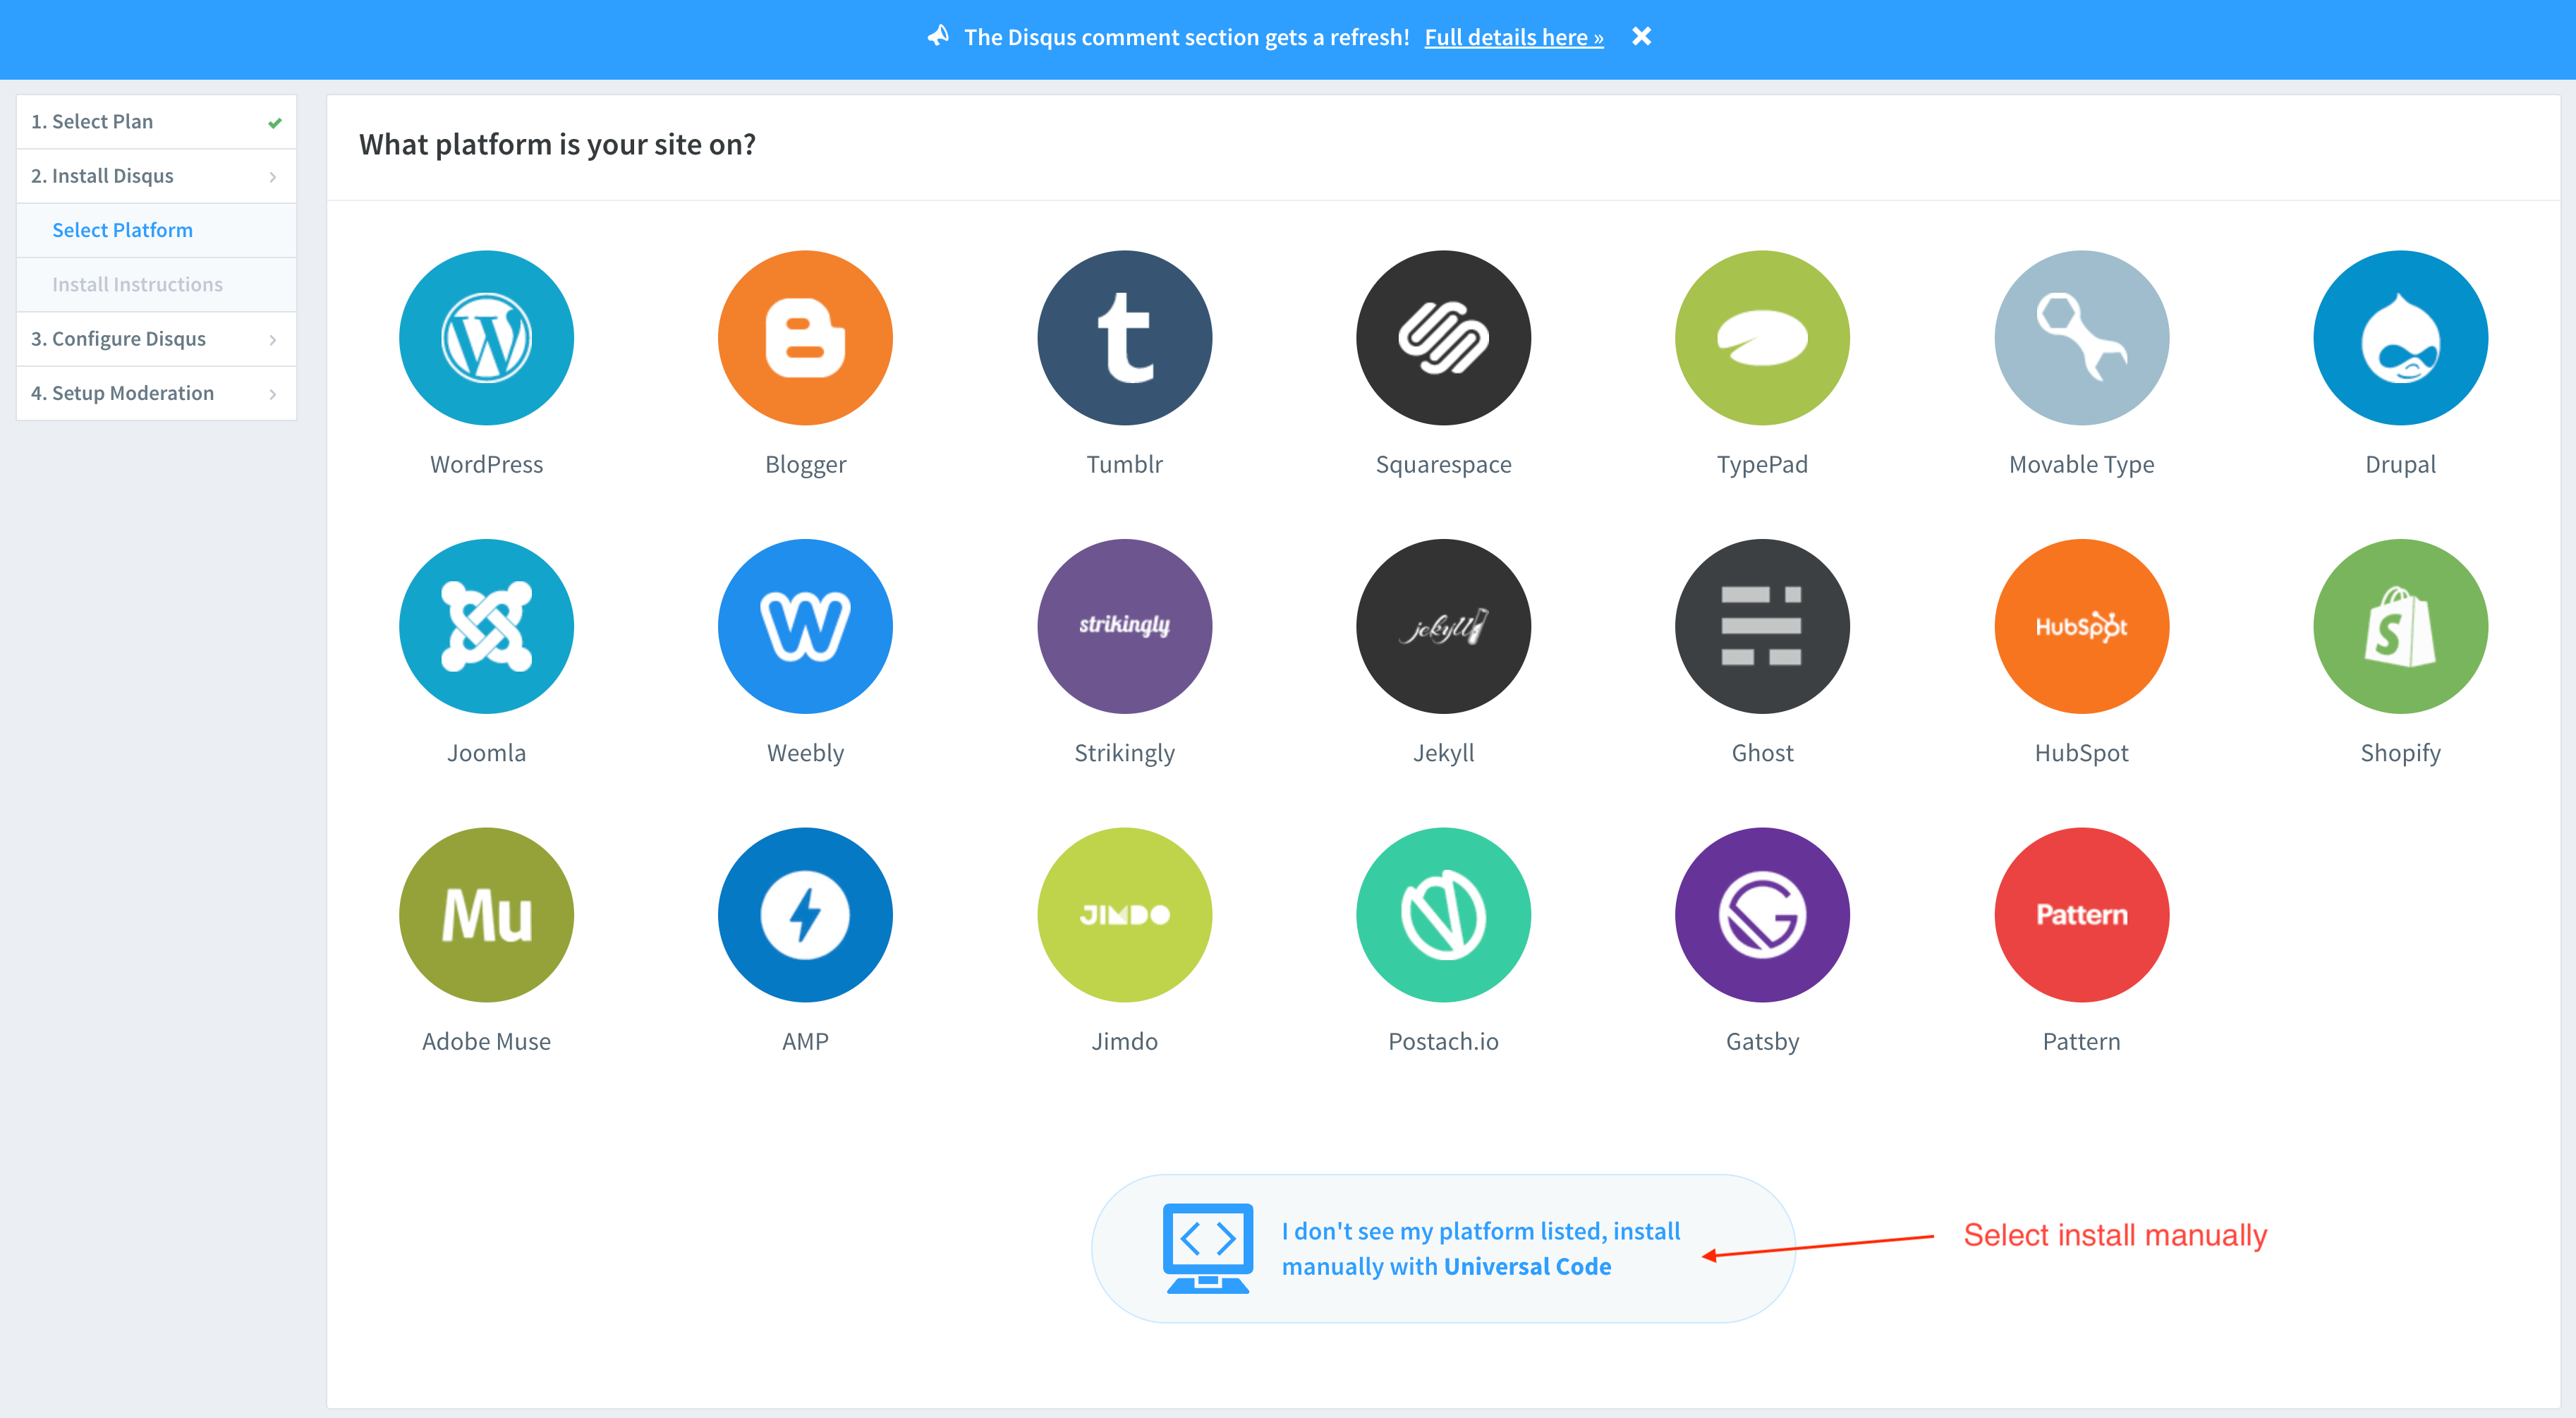 The Disqus comment section gets a refresh! Full details here »
1. Select Plan
2. Install Disqus
Select Platform
Install Instructions
3. Configure Disqus
4. Setup Moderation
What platform is your site on?
WordPress Blogger Tumblr Squarespace TypePad Movable Type Drupal
strikingly jekyll HubSpot
Joomla Weebly Strikingly Jekyll Ghost HubSpot Shopify
Mu JIMDO Pattern
Adobe Muse AMP Jimdo Postach.io Gatsby Pattern
I don't see my platform listed, install
manually with Universal Code
Select install manually